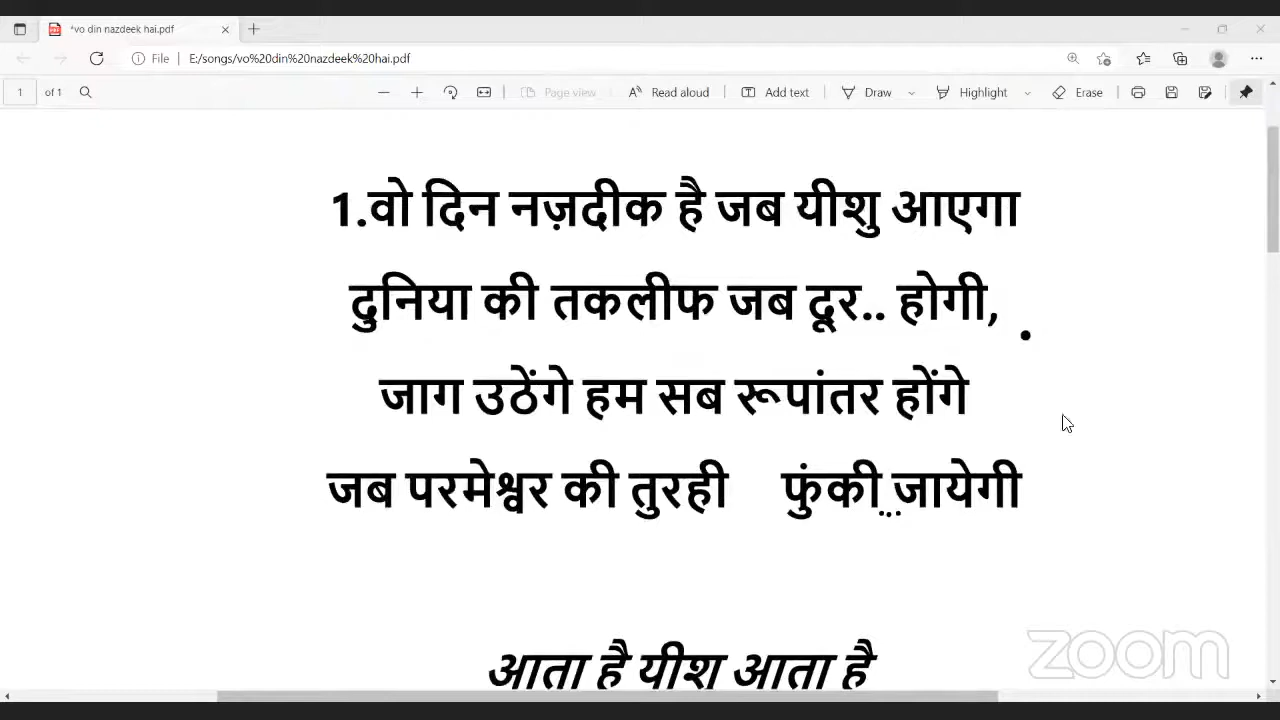 *vo din nazdeek hai.pdf
File E:/songs/vo%20din%20nazdeek%20hai.pdf
1 of 1 Page view Read aloud Add text Draw Highlight Erase
1.वो दिन नज़दीक है जब यीशु आएगा
दुनिया की तकलीफ जब दूर.. होगी,
जाग उठेंगे हम सब रूपांतर होंगे
जब परमेश्वर की तुरही फुंकी...जायेगी
आता है यीशु आता है
zoom